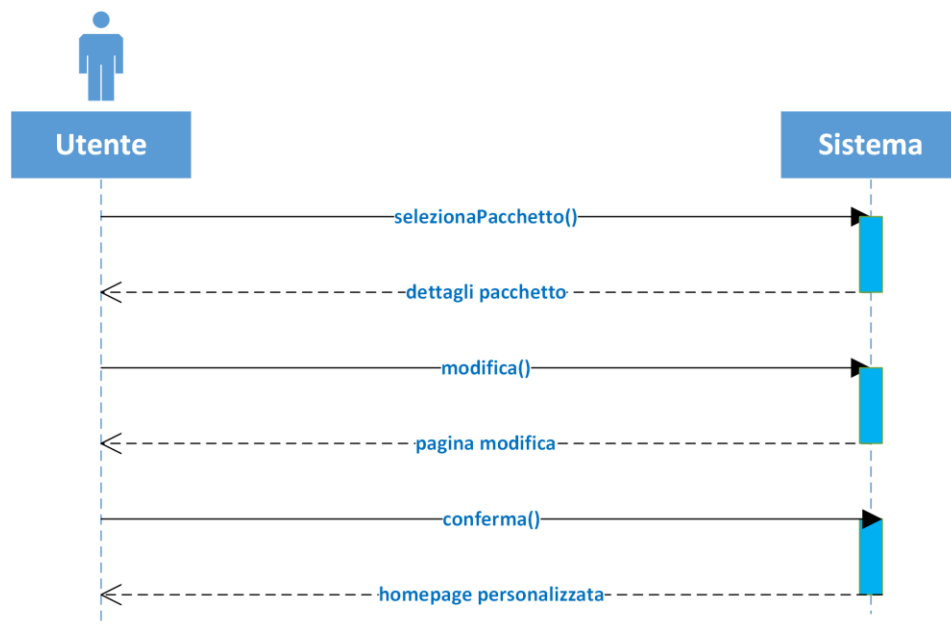 Utente
Sistema
selezionaPacchetto()
dettagli pacchetto
modifica()
pagina modifica
conferma()
homepage personalizzata